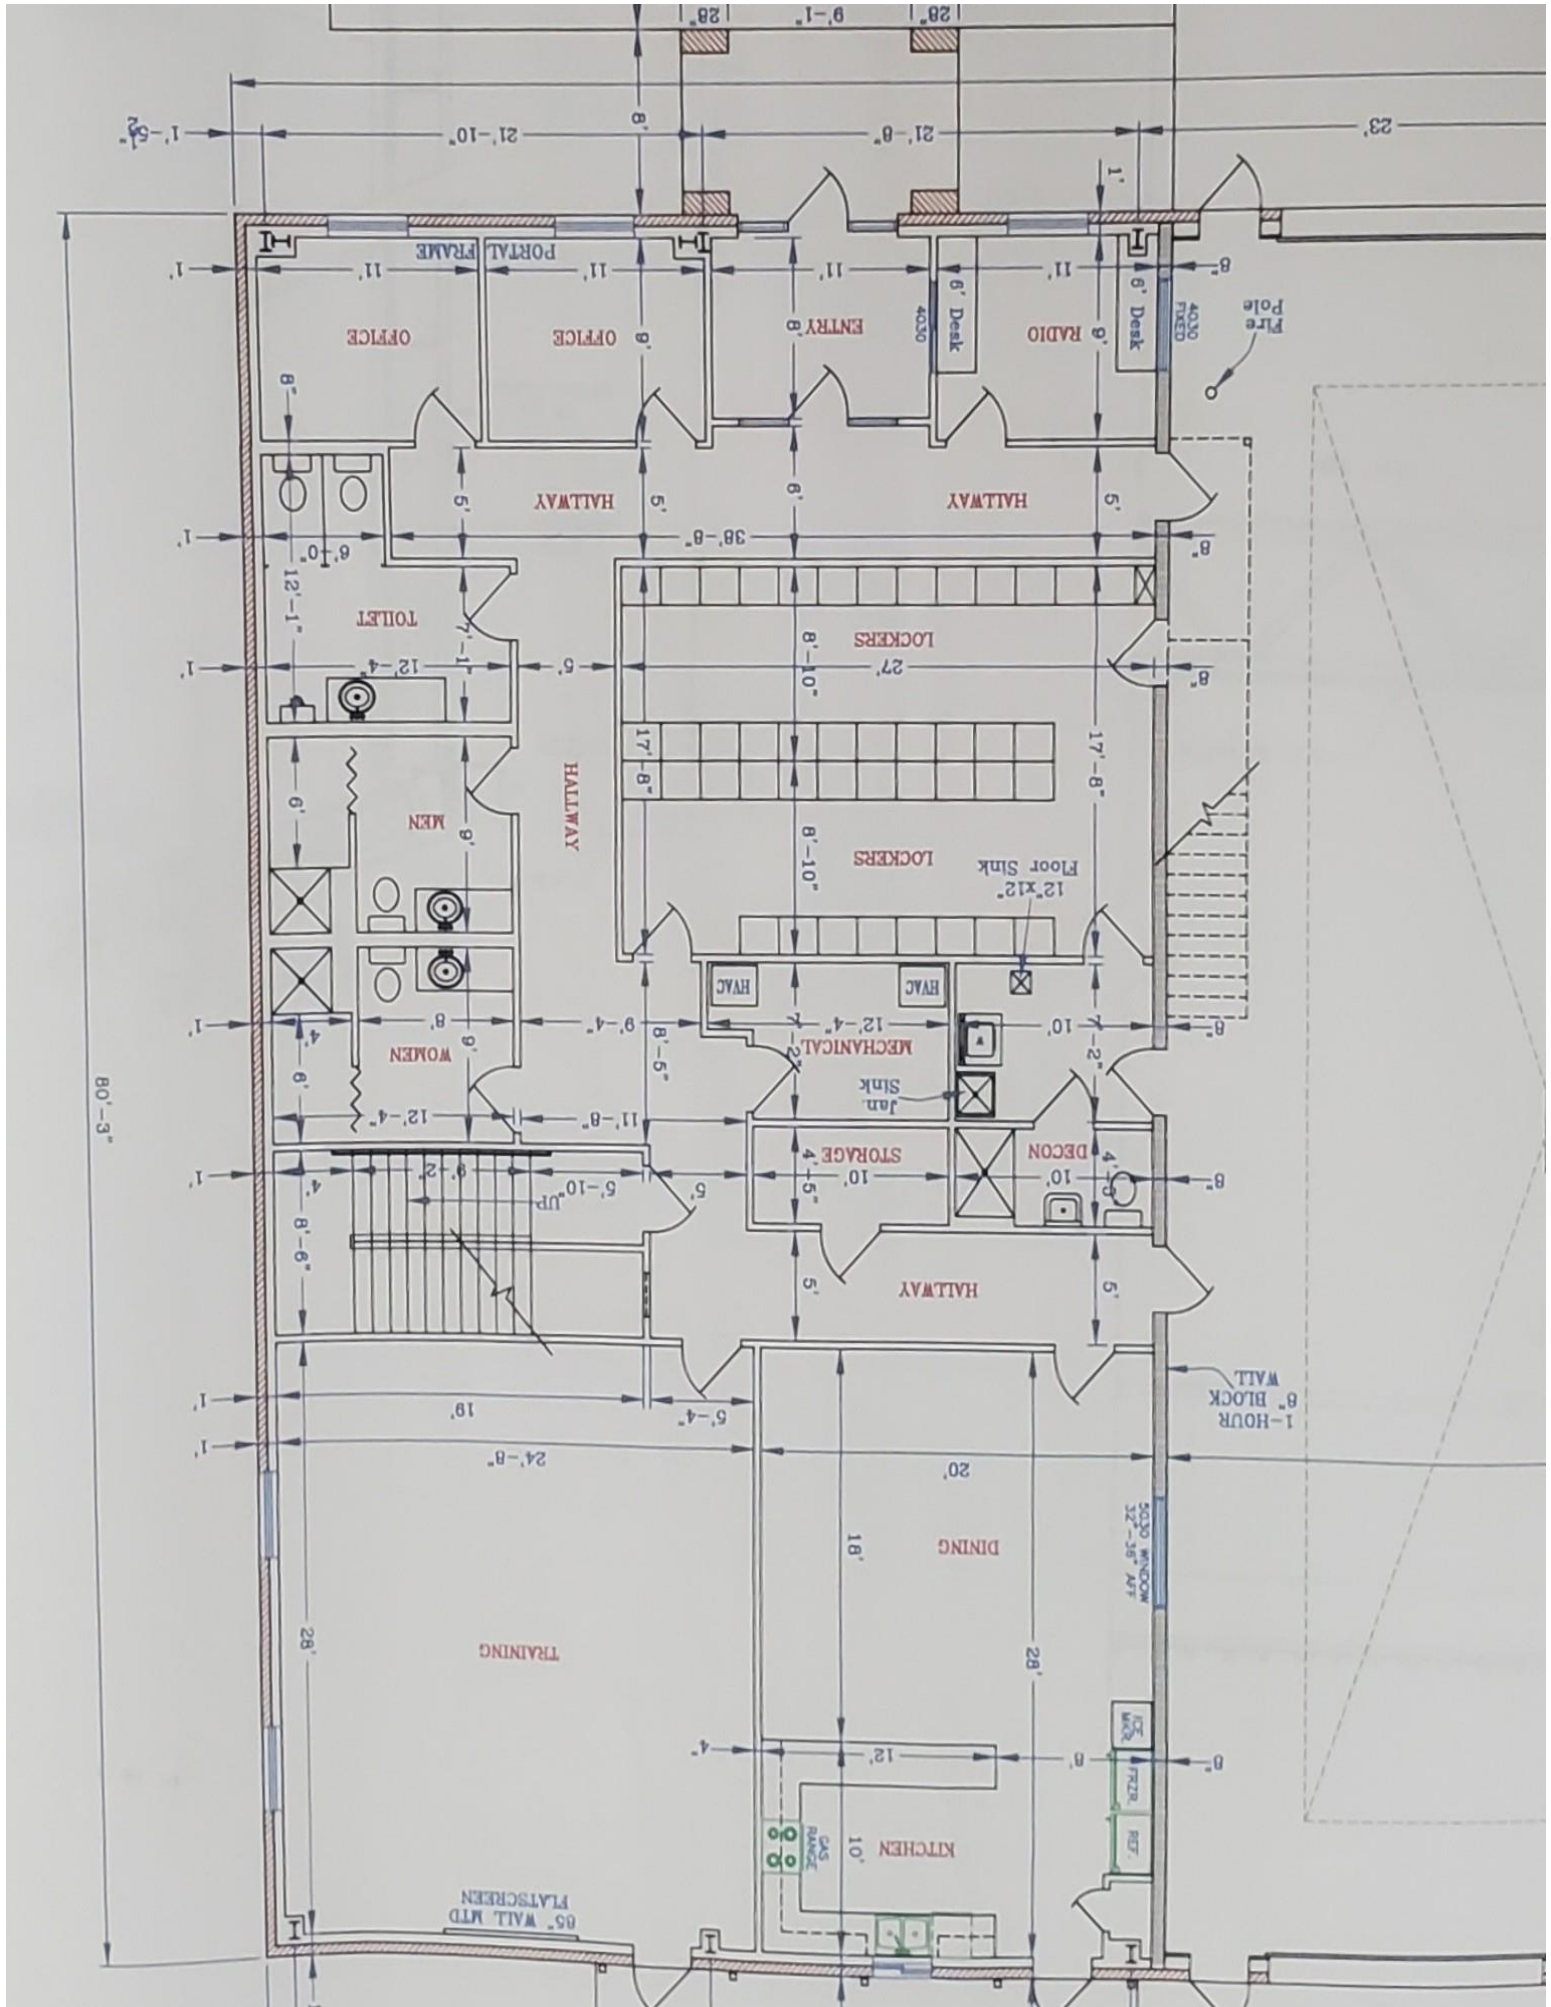 28"
9'-1"
28"
8'
1'-5½"
21'-10"
21'-8"
23'
1'
PORTAL
FRAME
1'
11'
11'
11'
11'
8"
OFFICE
OFFICE
9'
8'
ENTRY
4030
6' Desk
RADIO
9'
6' Desk
4030
FIXED
Fire
Pole
8"
5'
HALLWAY
5'
6'
HALLWAY
5'
1'
6'-0"
38'-8"
8"
12'-1"
TOILET
7'-1"
LOCKERS
8'-10"
1'
12'-4"
5'
27'
8"
17'-8"
17'-8"
HALLWAY
6'
MEN
9'
8'-10"
LOCKERS
12"x12"
Floor Sink
HVAC
HVAC
1'
4'
8'
9'-4"
12'-4"
10'
8"
WOMEN
9'
6'
8'-5"
MECHANICAL
7'-2"
7'-2"
W
Jan.
Sink
12'-4"
11'-8"
STORAGE
DECON
1'
4'
9'-2"
5'-10"
5'
4'-5"
10'
10'
8"
UP
8'-6"
5'
HALLWAY
5'
1-HOUR
8" BLOCK
WALL
1'
19'
5'-4"
1'
24'-8"
20'
5030 WINDOW
32"-36" AFF
18'
DINING
28'
TRAINING
28'
80'-3"
ICE
MKR.
4"
12'
8'
8"
FRZR.
GAS
RANGE
10'
KITCHEN
REF.
85" WALL MTD
FLATSCREEN